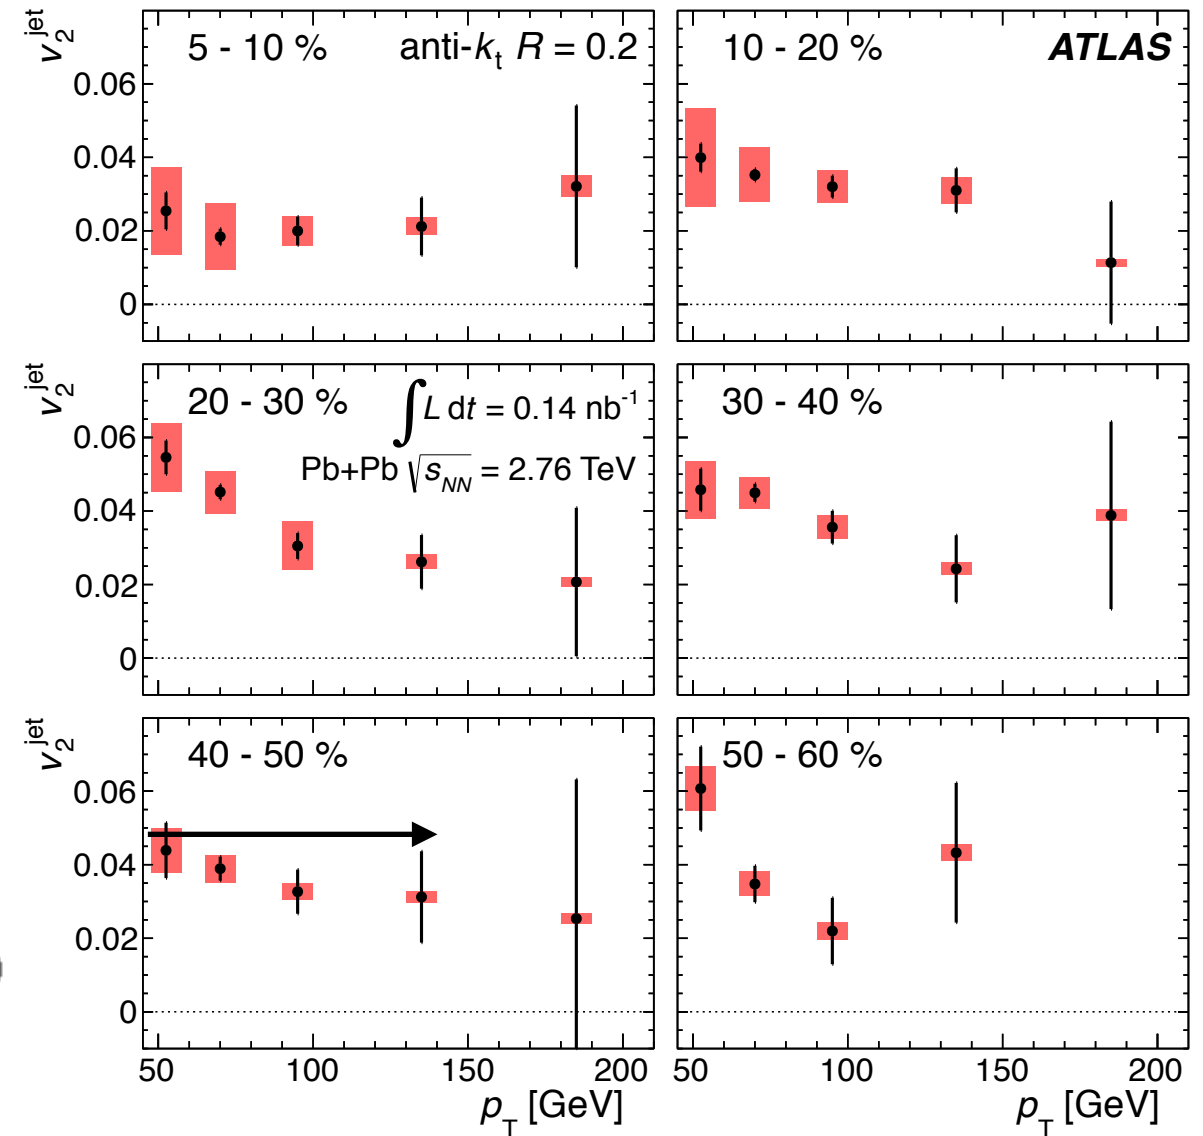 v₂ʲᵉᵗ
5 - 10 %
anti-kₜ R = 0.2
10 - 20 %
ATLAS
0.06
0.04
0.02
0
v₂ʲᵉᵗ
20 - 30 %
∫ L dt = 0.14 nb⁻¹
Pb+Pb √s_NN = 2.76 TeV
30 - 40 %
0.06
0.04
0.02
0
v₂ʲᵉᵗ
40 - 50 %
50 - 60 %
0.06
0.04
0.02
0
50 100 150 200
50 100 150 200
p_T [GeV]
p_T [GeV]